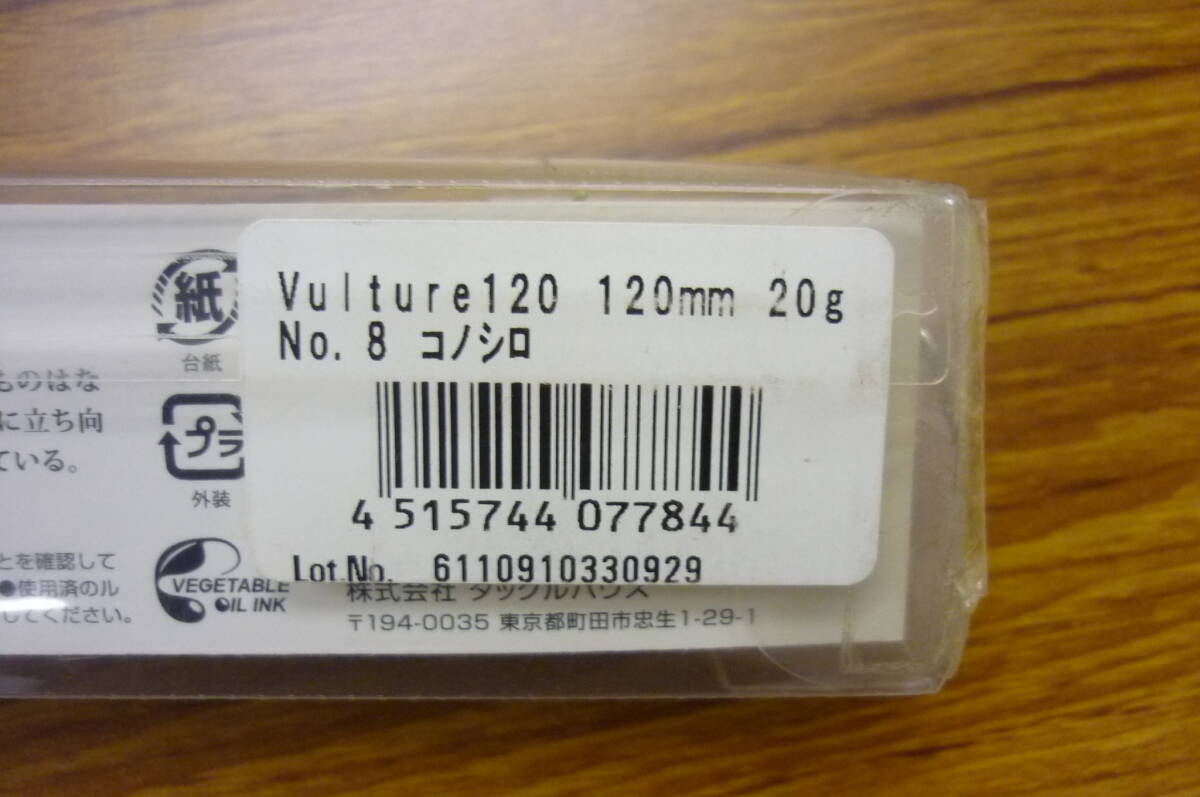 Vulture120 120mm 20g
No. 8 コノシロ
4 515744 077844
Lot.No. 6110910330929
紙
台紙
プラ
外装
ものはな
に立ち向
ている。
とを確認して
●使用済のル
してください。
VEGETABLE
OIL INK
株式会社 タックルハウス
〒194-0035 東京都町田市忠生1-29-1